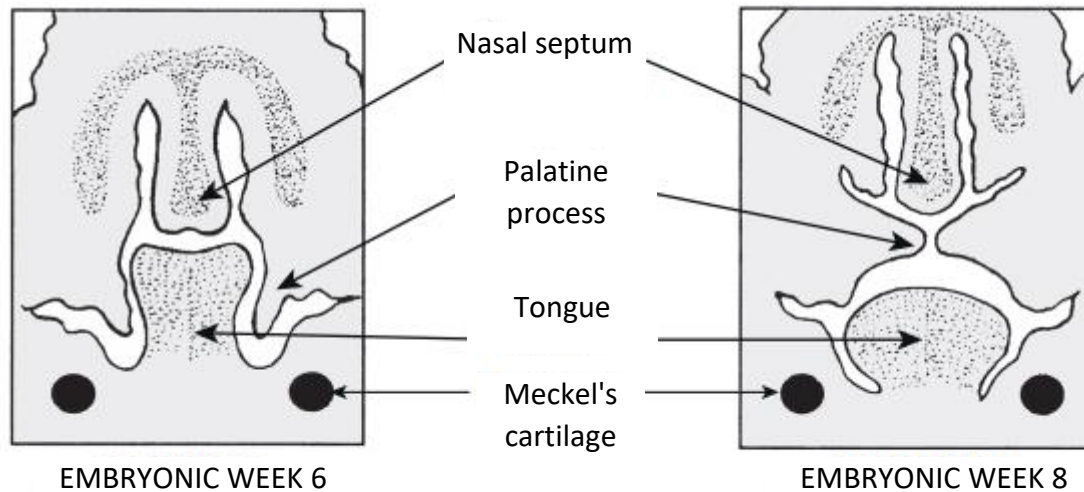 Nasal septum
Palatine
process
Tongue
Meckel's
cartilage
EMBRYONIC WEEK 6
EMBRYONIC WEEK 8